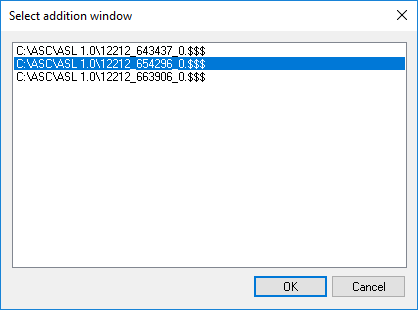 Select addition window
C:\ASC\ASL 1.0\12212_643437_0.$$$
C:\ASC\ASL 1.0\12212_654296_0.$$$
C:\ASC\ASL 1.0\12212_663906_0.$$$
OK
Cancel